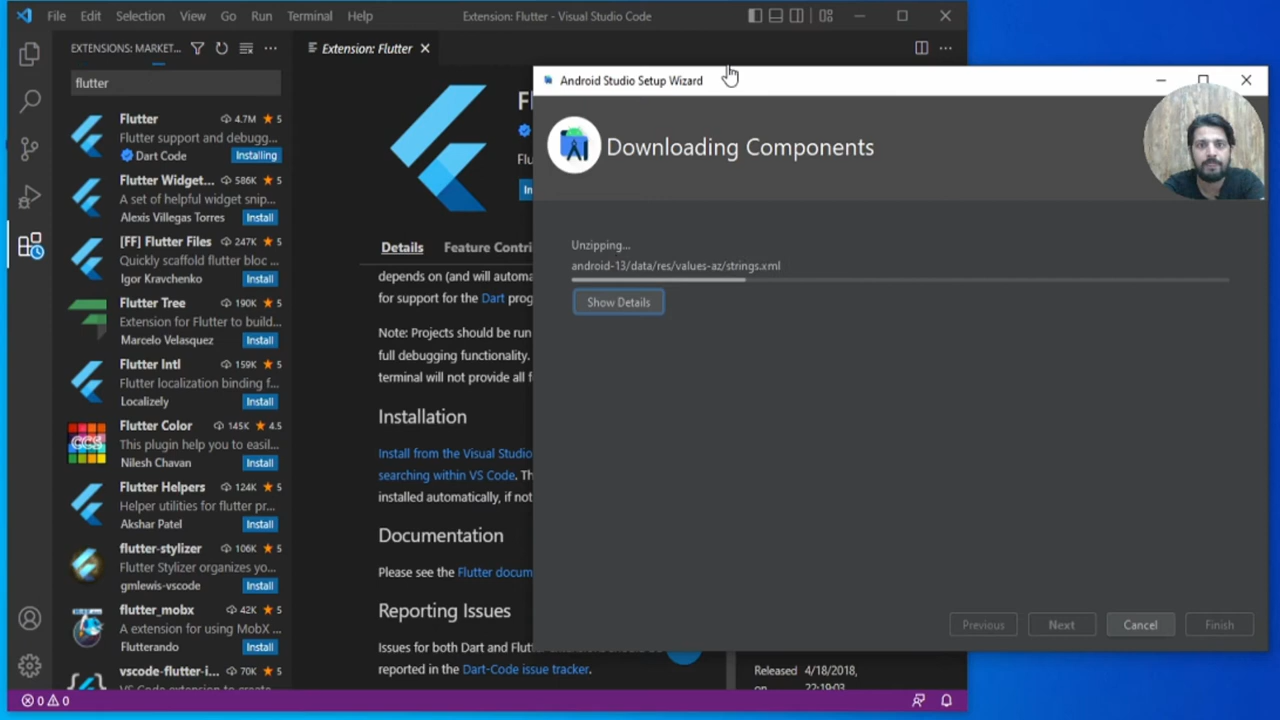 File Edit Selection View Go Run Terminal Help
Extension: Flutter - Visual Studio Code
EXTENSIONS: MARKET...
flutter
Flutter 4.7M 5
Flutter support and debugg...
Dart Code Installing
Flutter Widget... 586K 5
A set of helpful widget snip...
Alexis Villegas Torres Install
[FF] Flutter Files 247K 5
Quickly scaffold flutter bloc ...
Igor Kravchenko Install
Flutter Tree 190K 5
Extension for Flutter to build...
Marcelo Velasquez Install
Flutter Intl 159K 5
Flutter localization binding f...
Localizely Install
Flutter Color 145K 4.5
This plugin help you to easil...
Nilesh Chavan Install
Flutter Helpers 124K 5
Helper utilities for flutter pr...
Akshar Patel Install
flutter-stylizer 106K 5
Flutter Stylizer organizes yo...
gmlewis-vscode Install
flutter_mobx 42K 5
A extension for using MobX ...
Flutterando Install
vscode-flutter-i... 70K 5
Extension: Flutter
Details Feature Contri
depends on (and will automa
for support for the Dart prog
Note: Projects should be run
full debugging functionality.
terminal will not provide all f
Installation
Install from the Visual Studio
searching within VS Code. Th
installed automatically, if not
Documentation
Please see the Flutter docum
Reporting Issues
Issues for both Dart and Flutter
reported in the Dart-Code issue tracker.
Released 4/18/2018,
on 22:19:03
0 0
Android Studio Setup Wizard
Downloading Components
Unzipping...
android-13/data/res/values-az/strings.xml
Show Details
Previous Next Cancel Finish